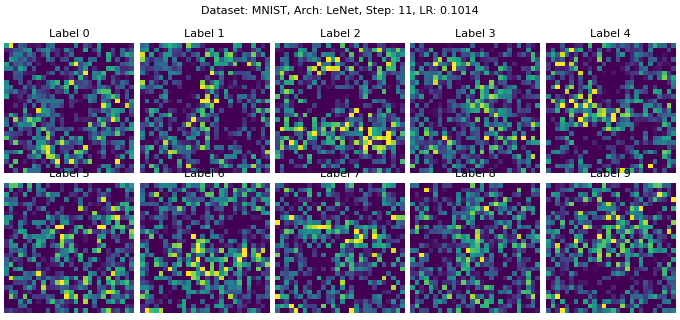 Dataset: MNIST, Arch: LeNet, Step: 11, LR: 0.1014
Label 0
Label 1
Label 2
Label 3
Label 4
Label 5
Label 6
Label 7
Label 8
Label 9